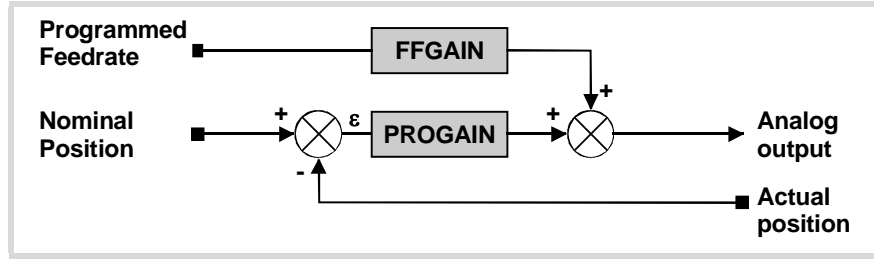 Programmed
Feedrate
FFGAIN
+
Nominal
Position
+
ε
PROGAIN
+
Analog
output
-
Actual
position